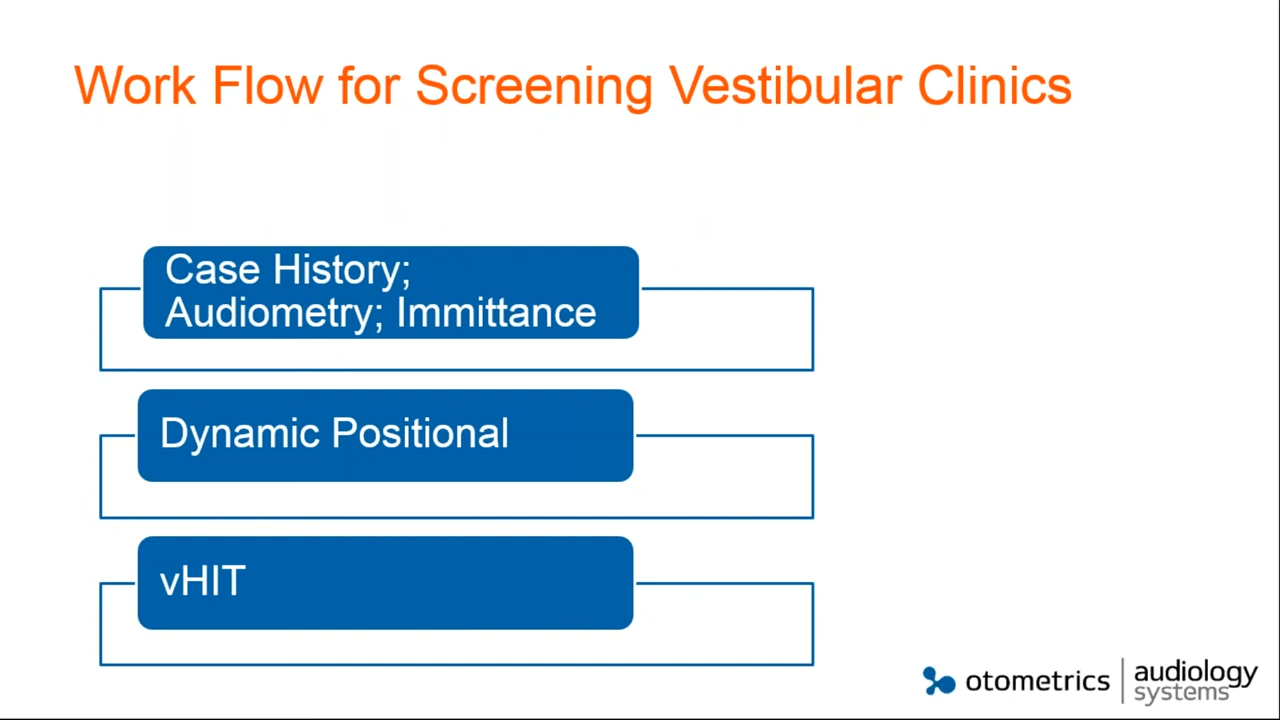 Work Flow for Screening Vestibular Clinics
Case History;
Audiometry; Immittance
Dynamic Positional
vHIT
otometrics
audiology
systems